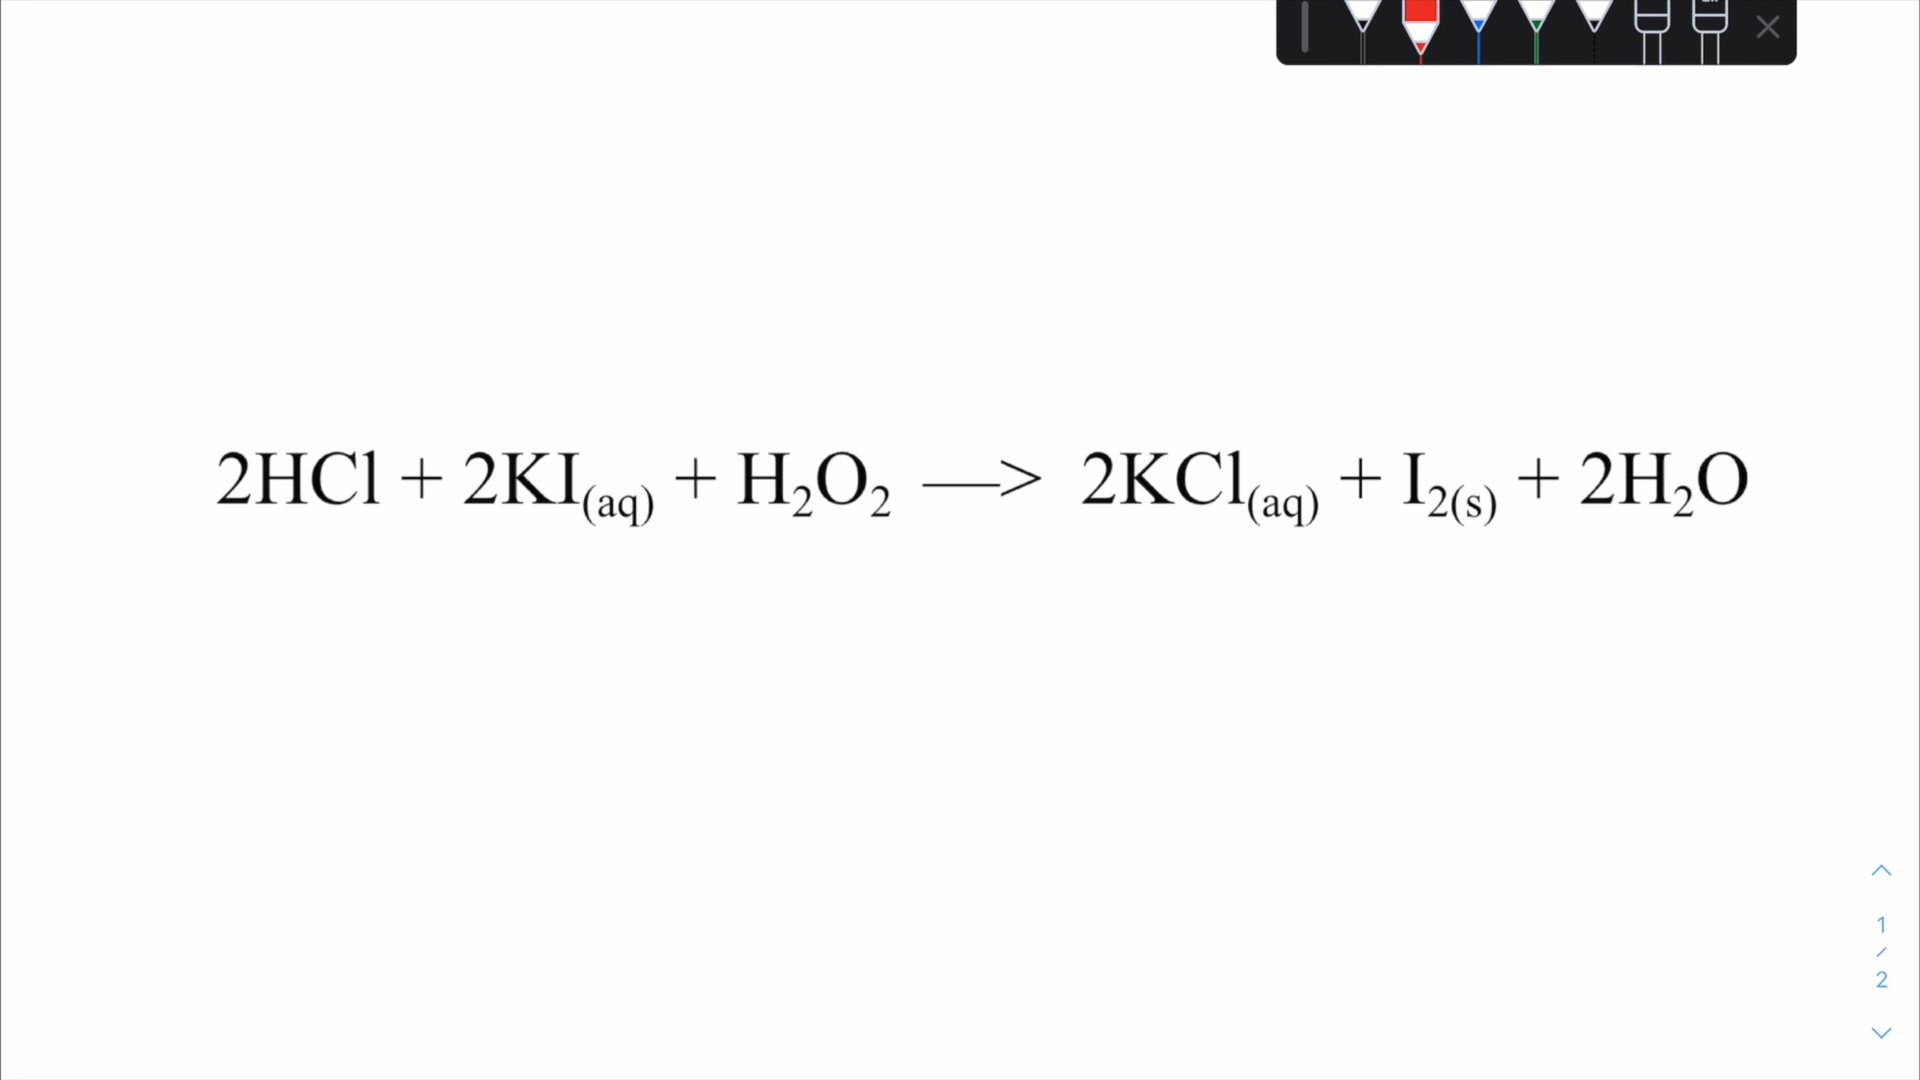 2HCl + 2KI(aq) + H₂O₂ —> 2KCl(aq) + I₂(s) + 2H₂O
1
/
2